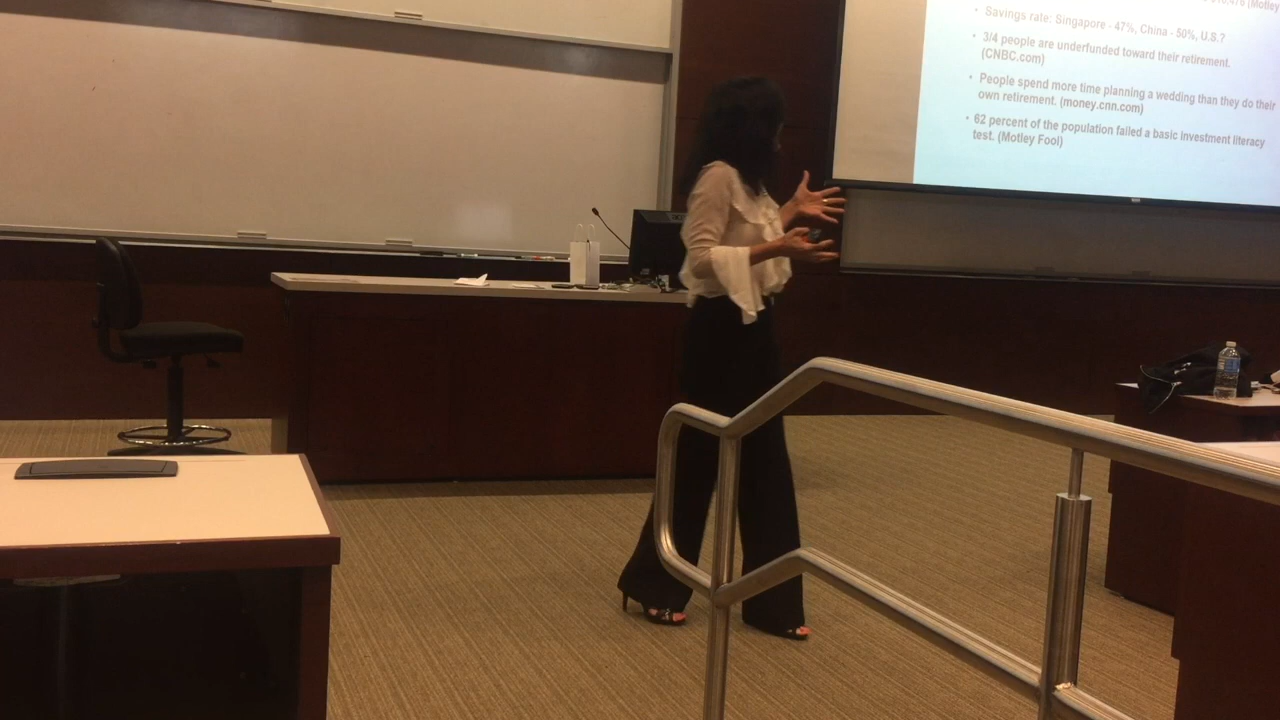 (Motley
• Savings rate: Singapore - 47%, China - 50%, U.S.?
• 3/4 people are underfunded toward their retirement.
(CNBC.com)
• People spend more time planning a wedding than they do their
own retirement. (money.cnn.com)
• 62 percent of the population failed a basic investment literacy
test. (Motley Fool)